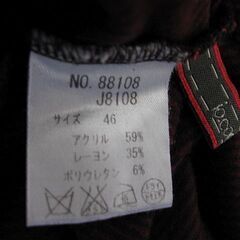 NO. 88108
J8108
サイズ 46
アクリル 59%
レーヨン 35%
ポリウレタン 6%